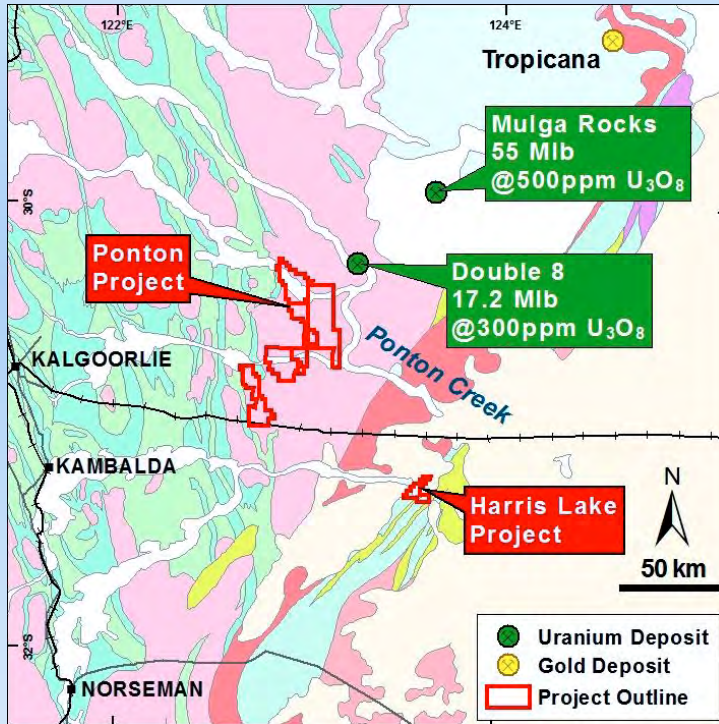 122°E
124°E
Tropicana
Mulga Rocks
55 Mlb
@500ppm U₃O₈
30°S
Ponton
Project
Double 8
17.2 Mlb
@300ppm U₃O₈
KALGOORLIE
Ponton Creek
KAMBALDA
Harris Lake
Project
N
50 km
32°S
NORSEMAN
Uranium Deposit
Gold Deposit
Project Outline